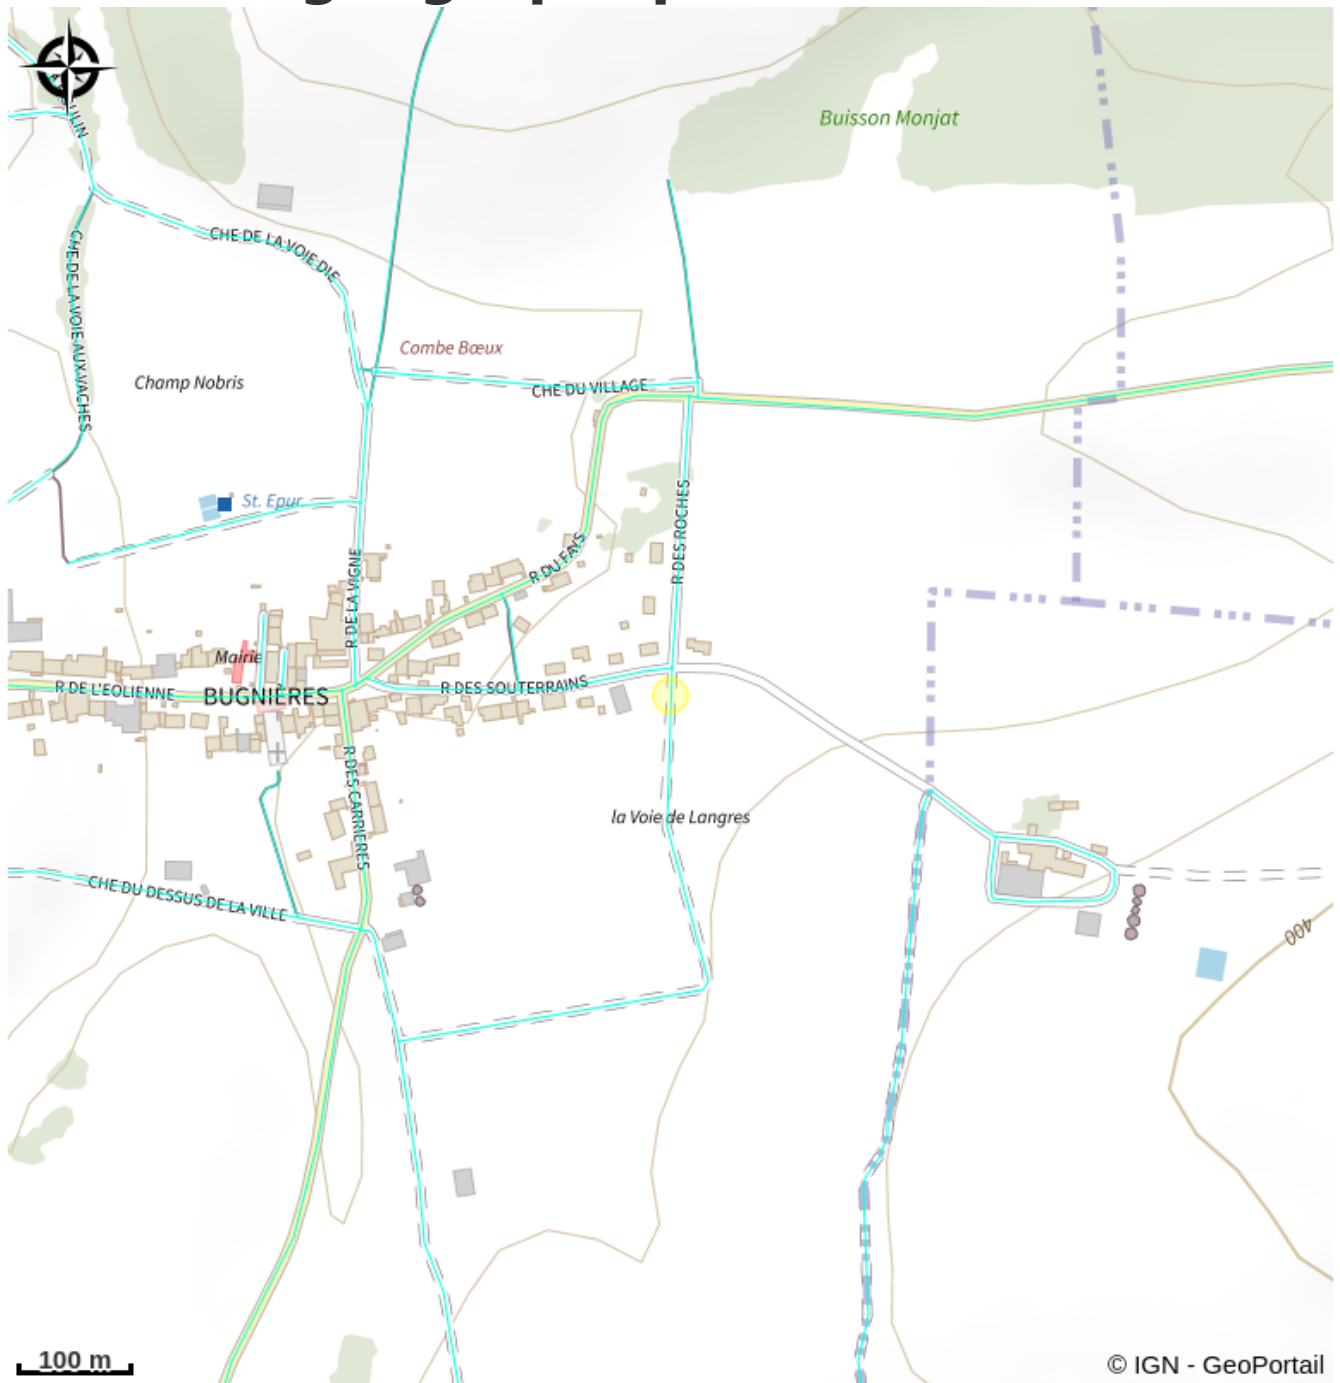 Buisson Monjat
CHE DE LA VOIE DIE
CHE DE LA VOIE AUX VACHES
Combe Bœux
Champ Nobris
CHE DU VILLAGE
St. Epur.
R DES ROCHES
R DU FAYS
R DE LA VIGNE
Mairie
R DE L'EOLIENNE
BUGNIÈRES
R DES SOUTERRAINS
R DES CARRIERES
la Voie de Langres
CHE DU DESSUS DE LA VILLE
400
100 m
© IGN - GeoPortail